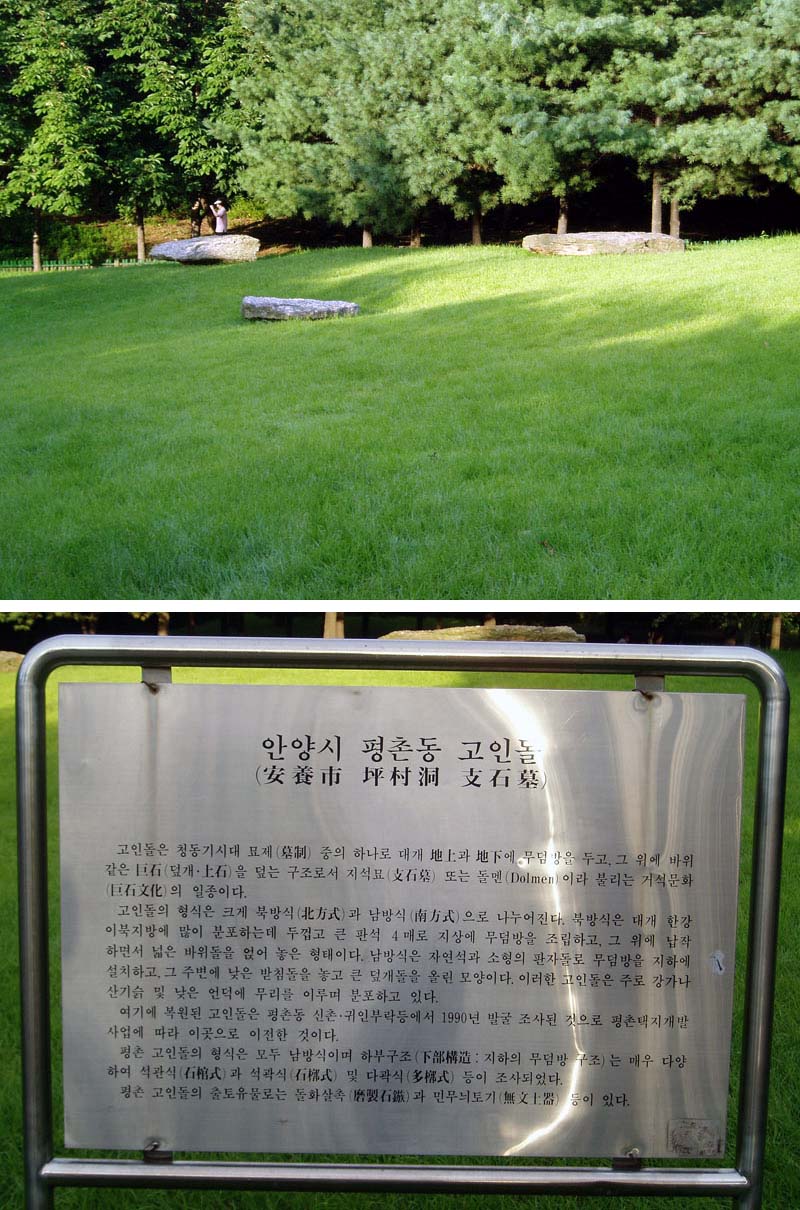 안양시 평촌동 고인돌
(安養市 坪村洞 支石墓)
고인돌은 청동기시대 묘제(墓制) 중의 하나로 대개 地上과 地下에 무덤방을 두고, 그 위에 바위
같은 巨石(덮개·上石)을 덮는 구조로서 지석묘(支石墓) 또는 돌멘(Dolmen)이라 불리는 거석문화
(巨石文化)의 일종이다.
고인돌의 형식은 크게 북방식(北方式)과 남방식(南方式)으로 나누어진다. 북방식은 대개 한강
이북지방에 많이 분포하는데 두껍고 큰 판석 4매로 지상에 무덤방을 조립하고, 그 위에 납작
하면서 넓은 바위돌을 얹어 놓은 형태이다. 남방식은 자연석과 소형의 판자돌로 무덤방을 지하에
설치하고, 그 주변에 낮은 받침돌을 놓고 큰 덮개돌을 올린 모양이다. 이러한 고인돌은 주로 강가나
산기슭 및 낮은 언덕에 무리를 이루며 분포하고 있다.
여기에 복원된 고인돌은 평촌동 신촌·귀인부락등에서 1990년 발굴 조사된 것으로 평촌택지개발
사업에 따라 이곳으로 이전한 것이다.
평촌 고인돌의 형식은 모두 남방식이며 하부구조(下部構造 : 지하의 무덤방 구조)는 매우 다양
하여 석관식(石棺式)과 석곽식(石槨式) 및 다곽식(多槨式) 등이 조사되었다.
평촌 고인돌의 출토유물로는 돌화살촉(磨製石鏃)과 민무늬토기(無文土器) 등이 있다.